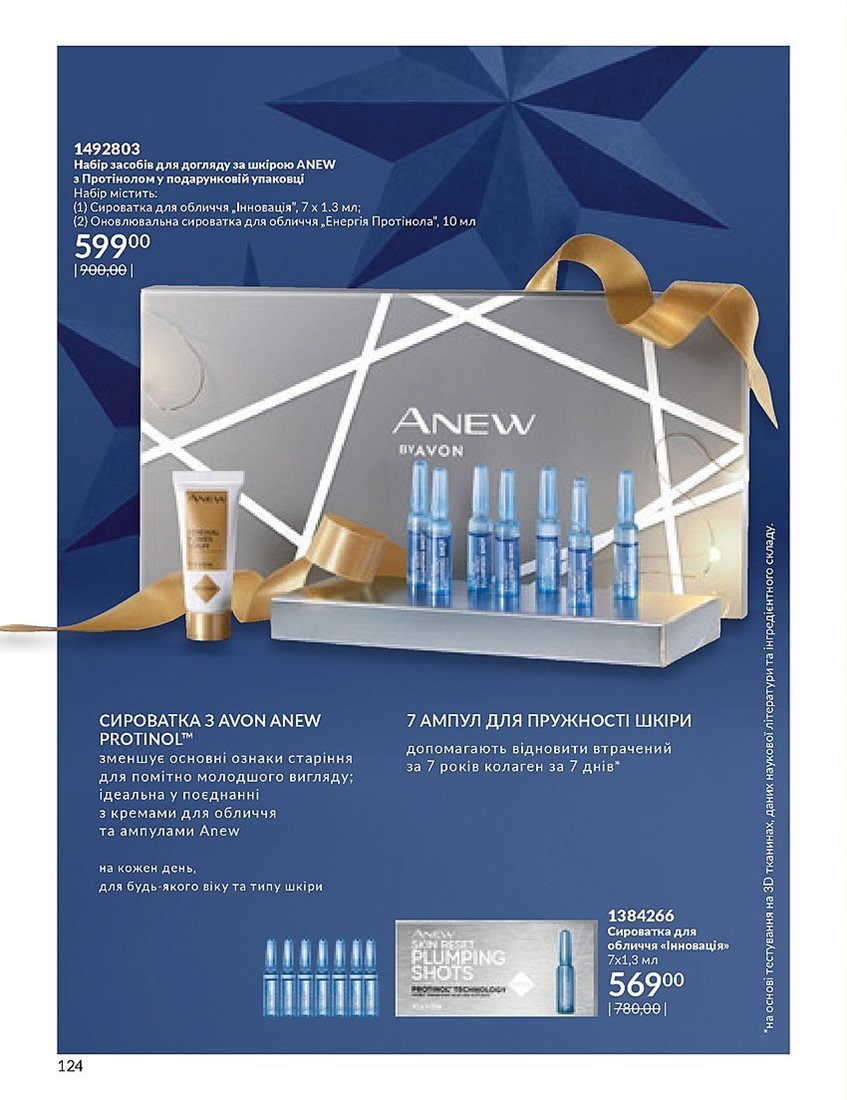 1492803
Набір засобів для догляду за шкірою ANEW
з Протінолом у подарунковій упаковці
Набір містить:
(1) Сироватка для обличчя „Інновація”, 7 х 1.3 мл;
(2) Оновлювальна сироватка для обличчя „Енергія Протінола”, 10 мл
599⁰⁰
|900,00|
ANEW
BY AVON
ANEW
СИРОВАТКА З AVON ANEW
PROTINOL™
зменшує основні ознаки старіння
для помітно молодшого вигляду;
ідеальна у поєднанні
з кремами для обличчя
та ампулами Anew
на кожен день,
для будь-якого віку та типу шкіри
7 АМПУЛ ДЛЯ ПРУЖНОСТІ ШКІРИ
допомагають відновити втрачений
за 7 років колаген за 7 днів*
*на основі тестування на 3D тканинах, даних наукової літератури та інгредієнтного складу.
ANEW
SKIN RESET
PLUMPING
SHOTS
PROTINOL™ TECHNOLOGY
1384266
Сироватка для
обличчя «Інновація»
7х1,3 мл
569⁰⁰
|780,00|
124